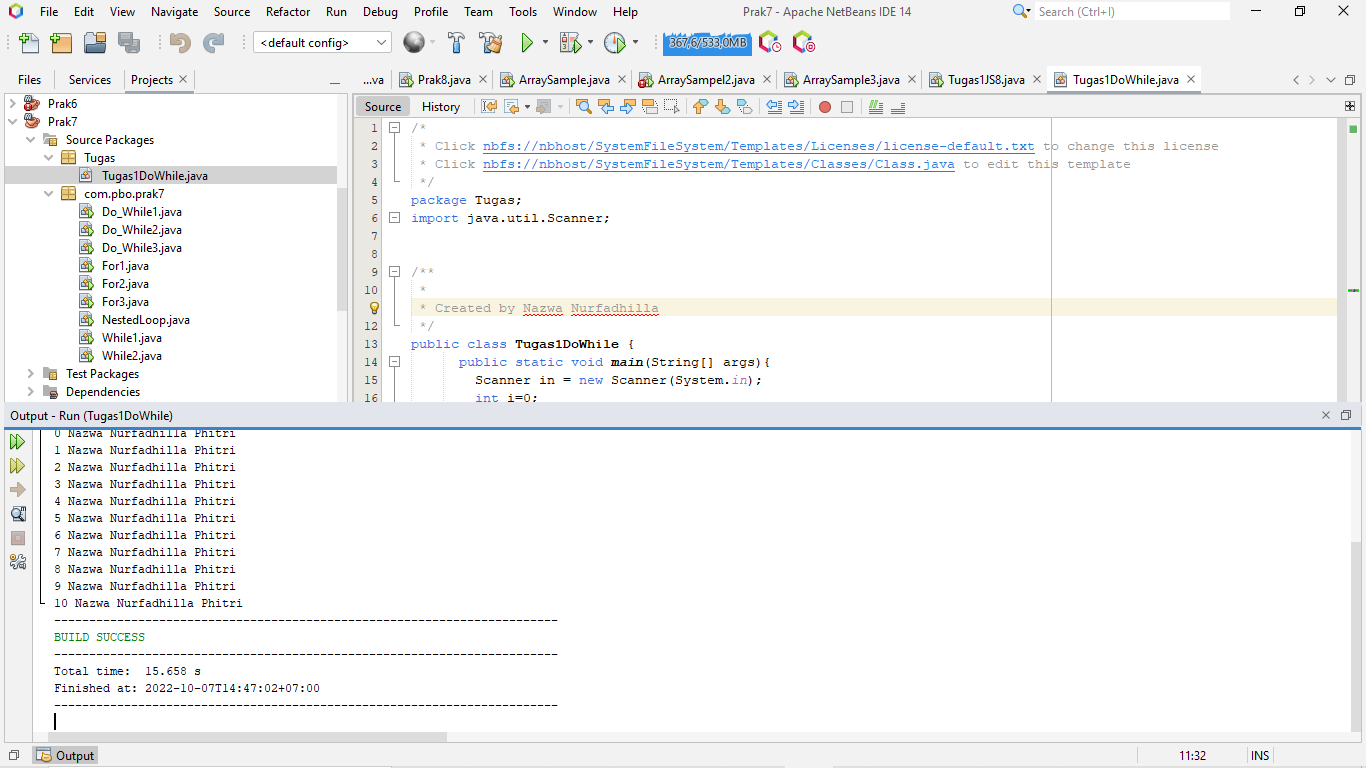 File Edit View Navigate Source Refactor Run Debug Profile Team Tools Window Help Prak7 - Apache NetBeans IDE 14 Search (Ctrl+I)
<default config> 367,6/533,0MB
Files Services Projects
...va Prak8.java ArraySample.java ArraySampel2.java ArraySample3.java Tugas1JS8.java Tugas1DoWhile.java
Prak6
Prak7
Source Packages
Tugas
Tugas1DoWhile.java
com.pbo.prak7
Do_While1.java
Do_While2.java
Do_While3.java
For1.java
For2.java
For3.java
NestedLoop.java
While1.java
While2.java
Test Packages
Dependencies
Source History
1 /*
2 * Click nbfs://nbhost/SystemFileSystem/Templates/Licenses/license-default.txt to change this license
3 * Click nbfs://nbhost/SystemFileSystem/Templates/Classes/Class.java to edit this template
4 */
5 package Tugas;
6 import java.util.Scanner;
7
8
9 /**
10 *
* Created by Nazwa Nurfadhilla
12 */
13 public class Tugas1DoWhile {
14 public static void main(String[] args){
15 Scanner in = new Scanner(System.in);
16 int i=0;
Output - Run (Tugas1DoWhile)
0 Nazwa Nurfadhilla Phitri
1 Nazwa Nurfadhilla Phitri
2 Nazwa Nurfadhilla Phitri
3 Nazwa Nurfadhilla Phitri
4 Nazwa Nurfadhilla Phitri
5 Nazwa Nurfadhilla Phitri
6 Nazwa Nurfadhilla Phitri
7 Nazwa Nurfadhilla Phitri
8 Nazwa Nurfadhilla Phitri
9 Nazwa Nurfadhilla Phitri
10 Nazwa Nurfadhilla Phitri
------------------------------------------------------------------------
BUILD SUCCESS
------------------------------------------------------------------------
Total time:  15.658 s
Finished at: 2022-10-07T14:47:02+07:00
------------------------------------------------------------------------
Output 11:32 INS